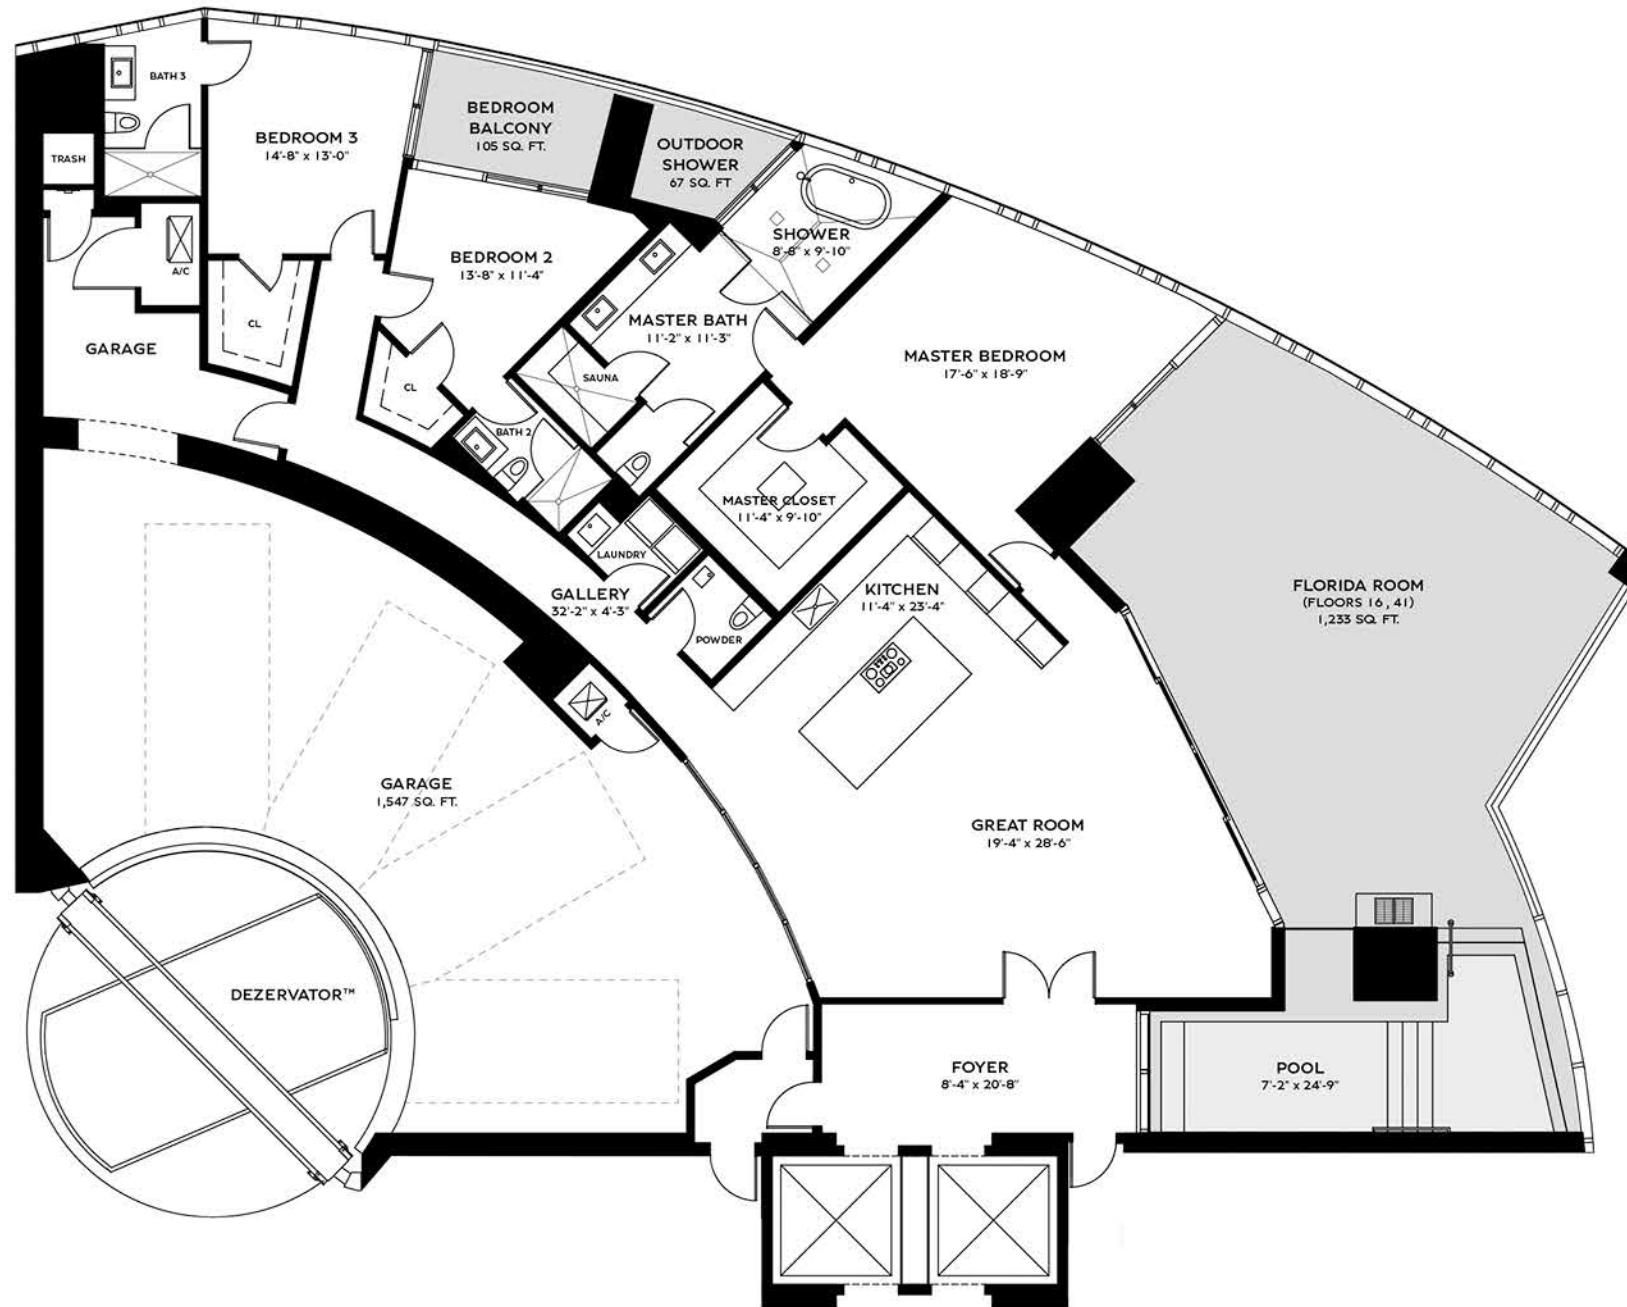 BATH 3
BEDROOM 3
14'-8" x 13'-0"
BEDROOM
BALCONY
105 SQ. FT.
OUTDOOR
SHOWER
67 SQ. FT
TRASH
A/C
CL
GARAGE
BEDROOM 2
13'-8" x 11'-4"
CL
SHOWER
8'-8" x 9'-10"
MASTER BATH
11'-2" x 11'-3"
SAUNA
BATH 2
MASTER BEDROOM
17'-6" x 18'-9"
MASTER CLOSET
11'-4" x 9'-10"
LAUNDRY
GALLERY
32'-2" x 4'-3"
POWDER
KITCHEN
11'-4" x 23'-4"
FLORIDA ROOM
(FLOORS 16 , 41)
1,233 SQ. FT.
A/C
GARAGE
1,547 SQ. FT.
GREAT ROOM
19'-4" x 28'-6"
DEZERVATOR™
FOYER
8'-4" x 20'-8"
POOL
7'-2" x 24'-9"